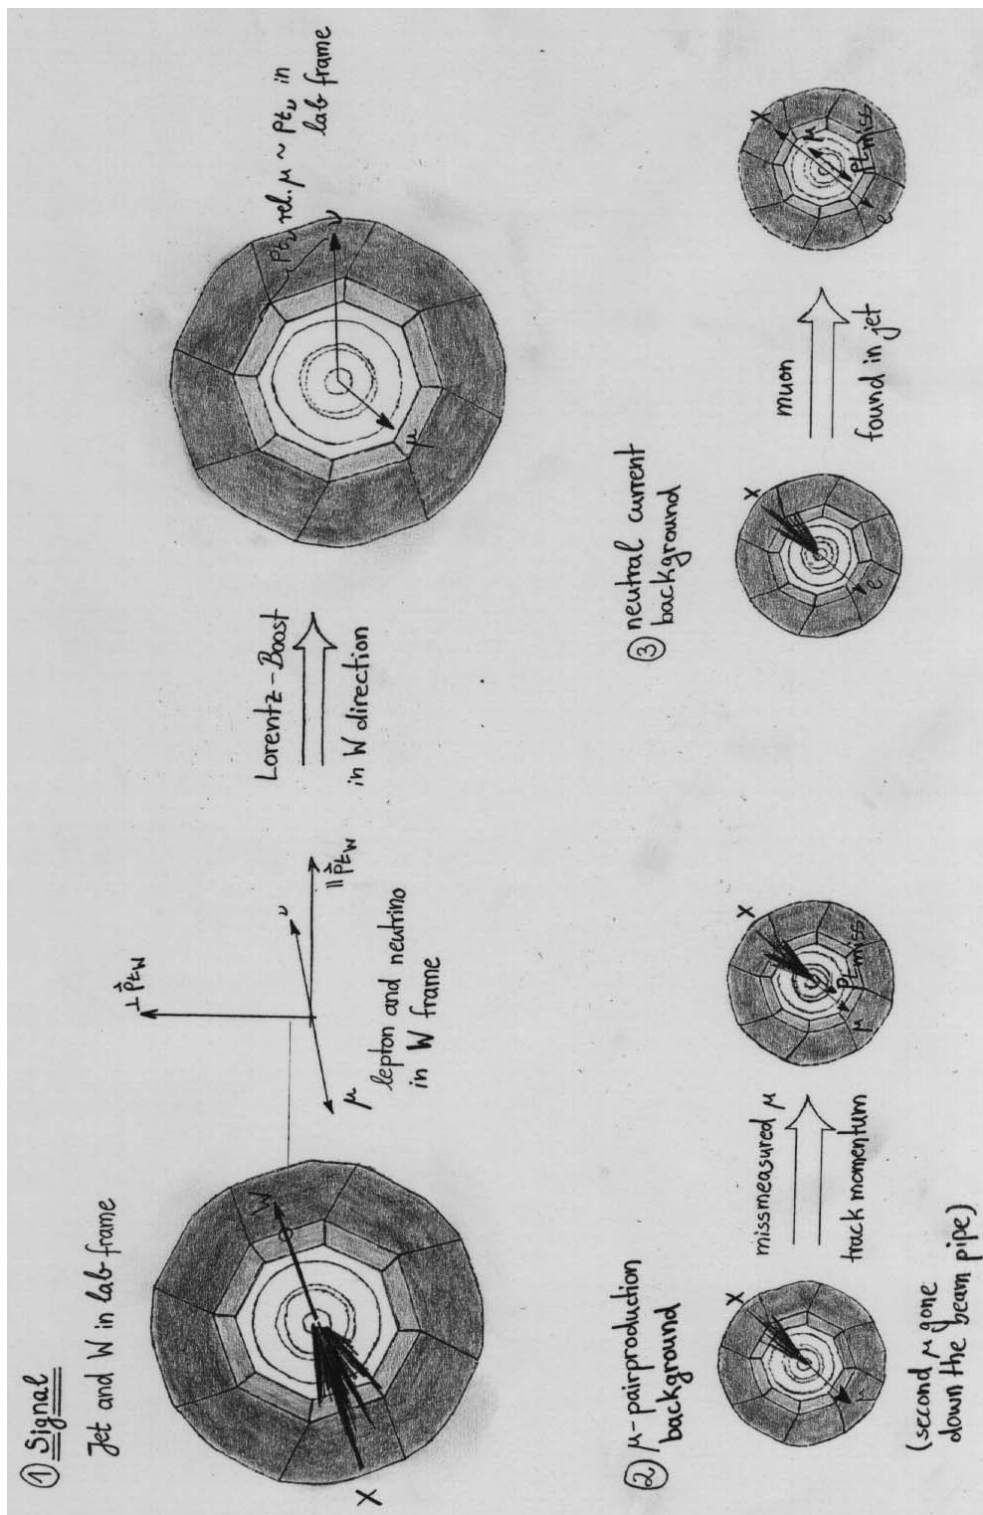 ① Signal
Jet and W in lab frame
X
W
⊥ p⃗tW
∥ p⃗tW
ν
μ
lepton and neutrino
in W frame
Lorentz-Boost
in W direction
ptν rel. μ ~ ptν in
lab frame
ν
μ
② μ-pairproduction
background
X
(second μ gone
down the beam pipe)
missmeasured μ
track momentum
X
pt miss
μ
③ neutral current
background
X
e
muon
found in jet
X
μ
pt miss
e